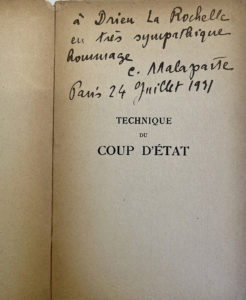 à Drieu La Rochelle
en très sympathique
hommage
C. Malaparte
Paris 24 Juillet 1931
TECHNIQUE
DU
COUP D'ÉTAT